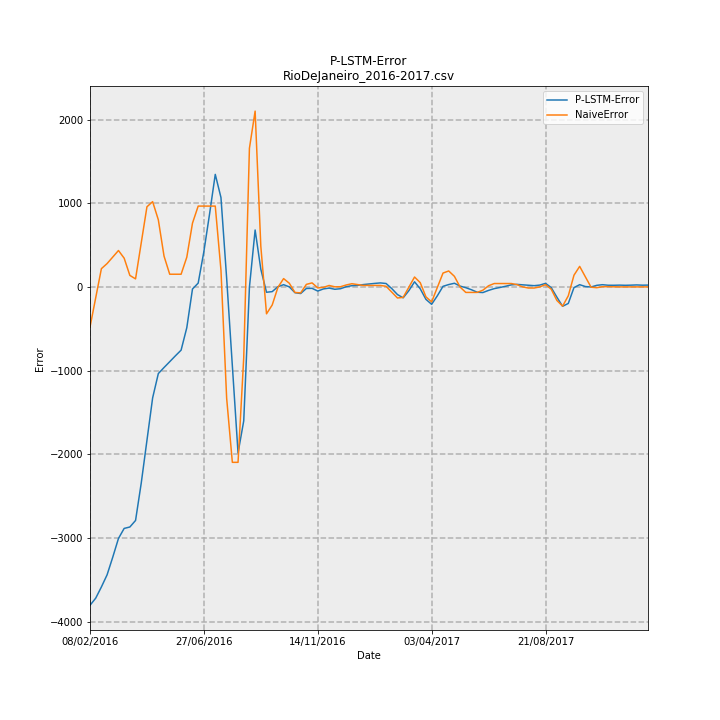 P-LSTM-Error
RioDeJaneiro_2016-2017.csv
P-LSTM-Error
NaiveError
2000
1000
0
−1000
−2000
−3000
−4000
Error
08/02/2016
27/06/2016
14/11/2016
03/04/2017
21/08/2017
Date